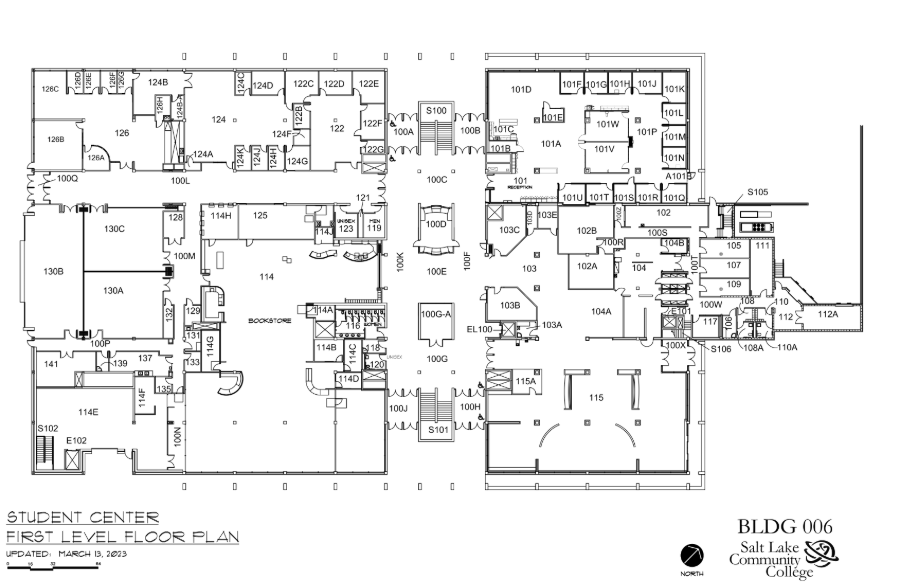 126C
126D
126E
126F
126G
124B
124C
124D
122C
122D
122E
S100
101D
101F
101G
101H
101J
101K
126H
124B-A
122B
101E
101L
126
124
124F
122
122F
100A
100B
101C
101W
101P
101M
126B
126A
124A
124K
124J
124H
124G
122G
101B
101A
101V
101N
100Q
100L
100C
101
RECEPTION
A101
121
101U
101T
101S
101R
101Q
S105
128
114H
125
UNISEX
123
MEN
119
114J
100D
103D
103E
102
130C
103C
102B
100S
100R
104B
105
111
100M
100K
100E
100F
103
104
100T
107
130B
114
102A
109
130A
BOOKSTORE
103B
100W
108
110
132
129
114A
100G-A
104A
E101
112
112A
116
EL100
103A
117
106
100P
131
114G
114B
114C
118
UNISEX
100G
100X
S106
108A
110A
141
139
137
133
120
135
114D
115A
115
114F
114E
100J
100H
S102
E102
100N
S101
STUDENT CENTER
FIRST LEVEL FLOOR PLAN
UPDATED: MARCH 13, 2023
0 16 32 64
NORTH
BLDG 006
Salt Lake
Community
College